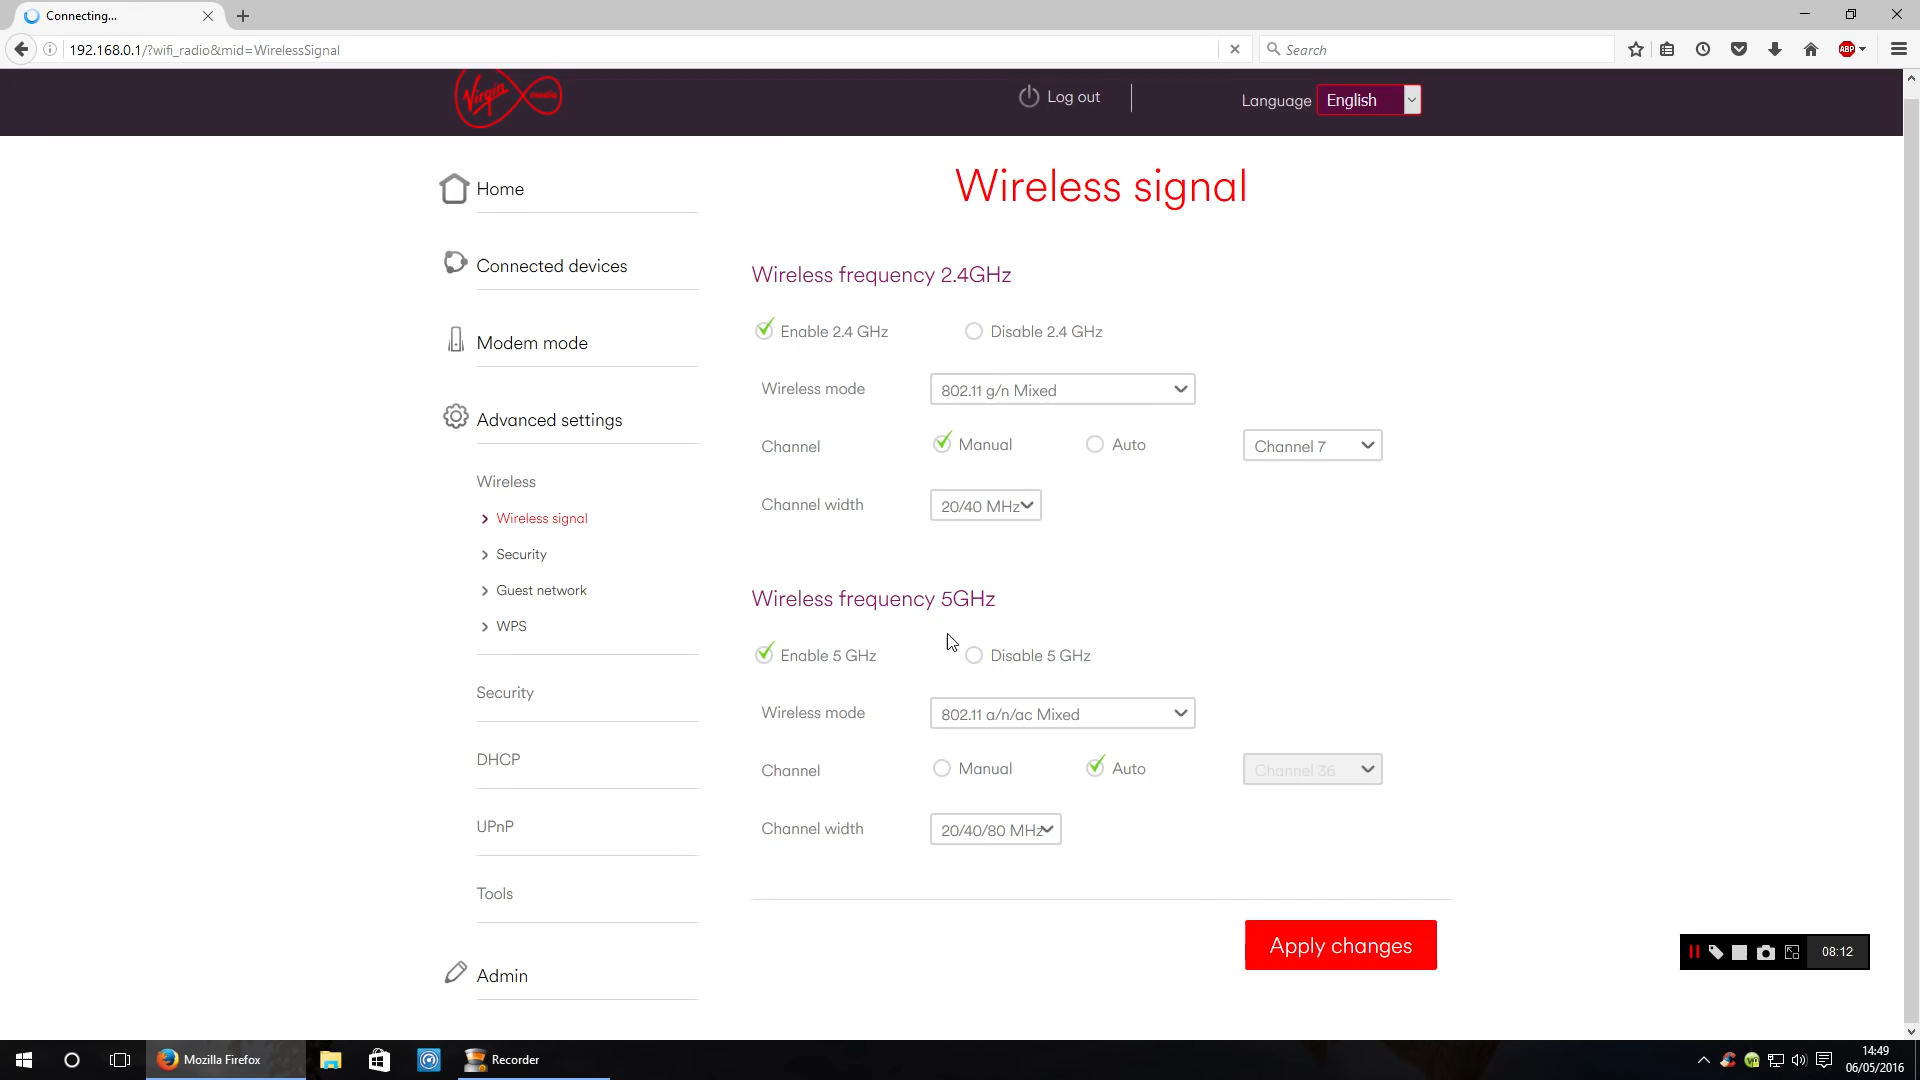 Connecting...
192.168.0.1/?wifi_radio&mid=WirelessSignal
Search
ABP
Virgin media
Log out
Language
English
Home
Connected devices
Modem mode
Advanced settings
Wireless
Wireless signal
Security
Guest network
WPS
Security
DHCP
UPnP
Tools
Admin
Wireless signal
Wireless frequency 2.4GHz
Enable 2.4 GHz
Disable 2.4 GHz
Wireless mode
802.11 g/n Mixed
Channel
Manual
Auto
Channel 7
Channel width
20/40 MHz
Wireless frequency 5GHz
Enable 5 GHz
Disable 5 GHz
Wireless mode
802.11 a/n/ac Mixed
Channel
Manual
Auto
Channel 36
Channel width
20/40/80 MHz
Apply changes
08:12
Mozilla Firefox
Recorder
14:49
06/05/2016